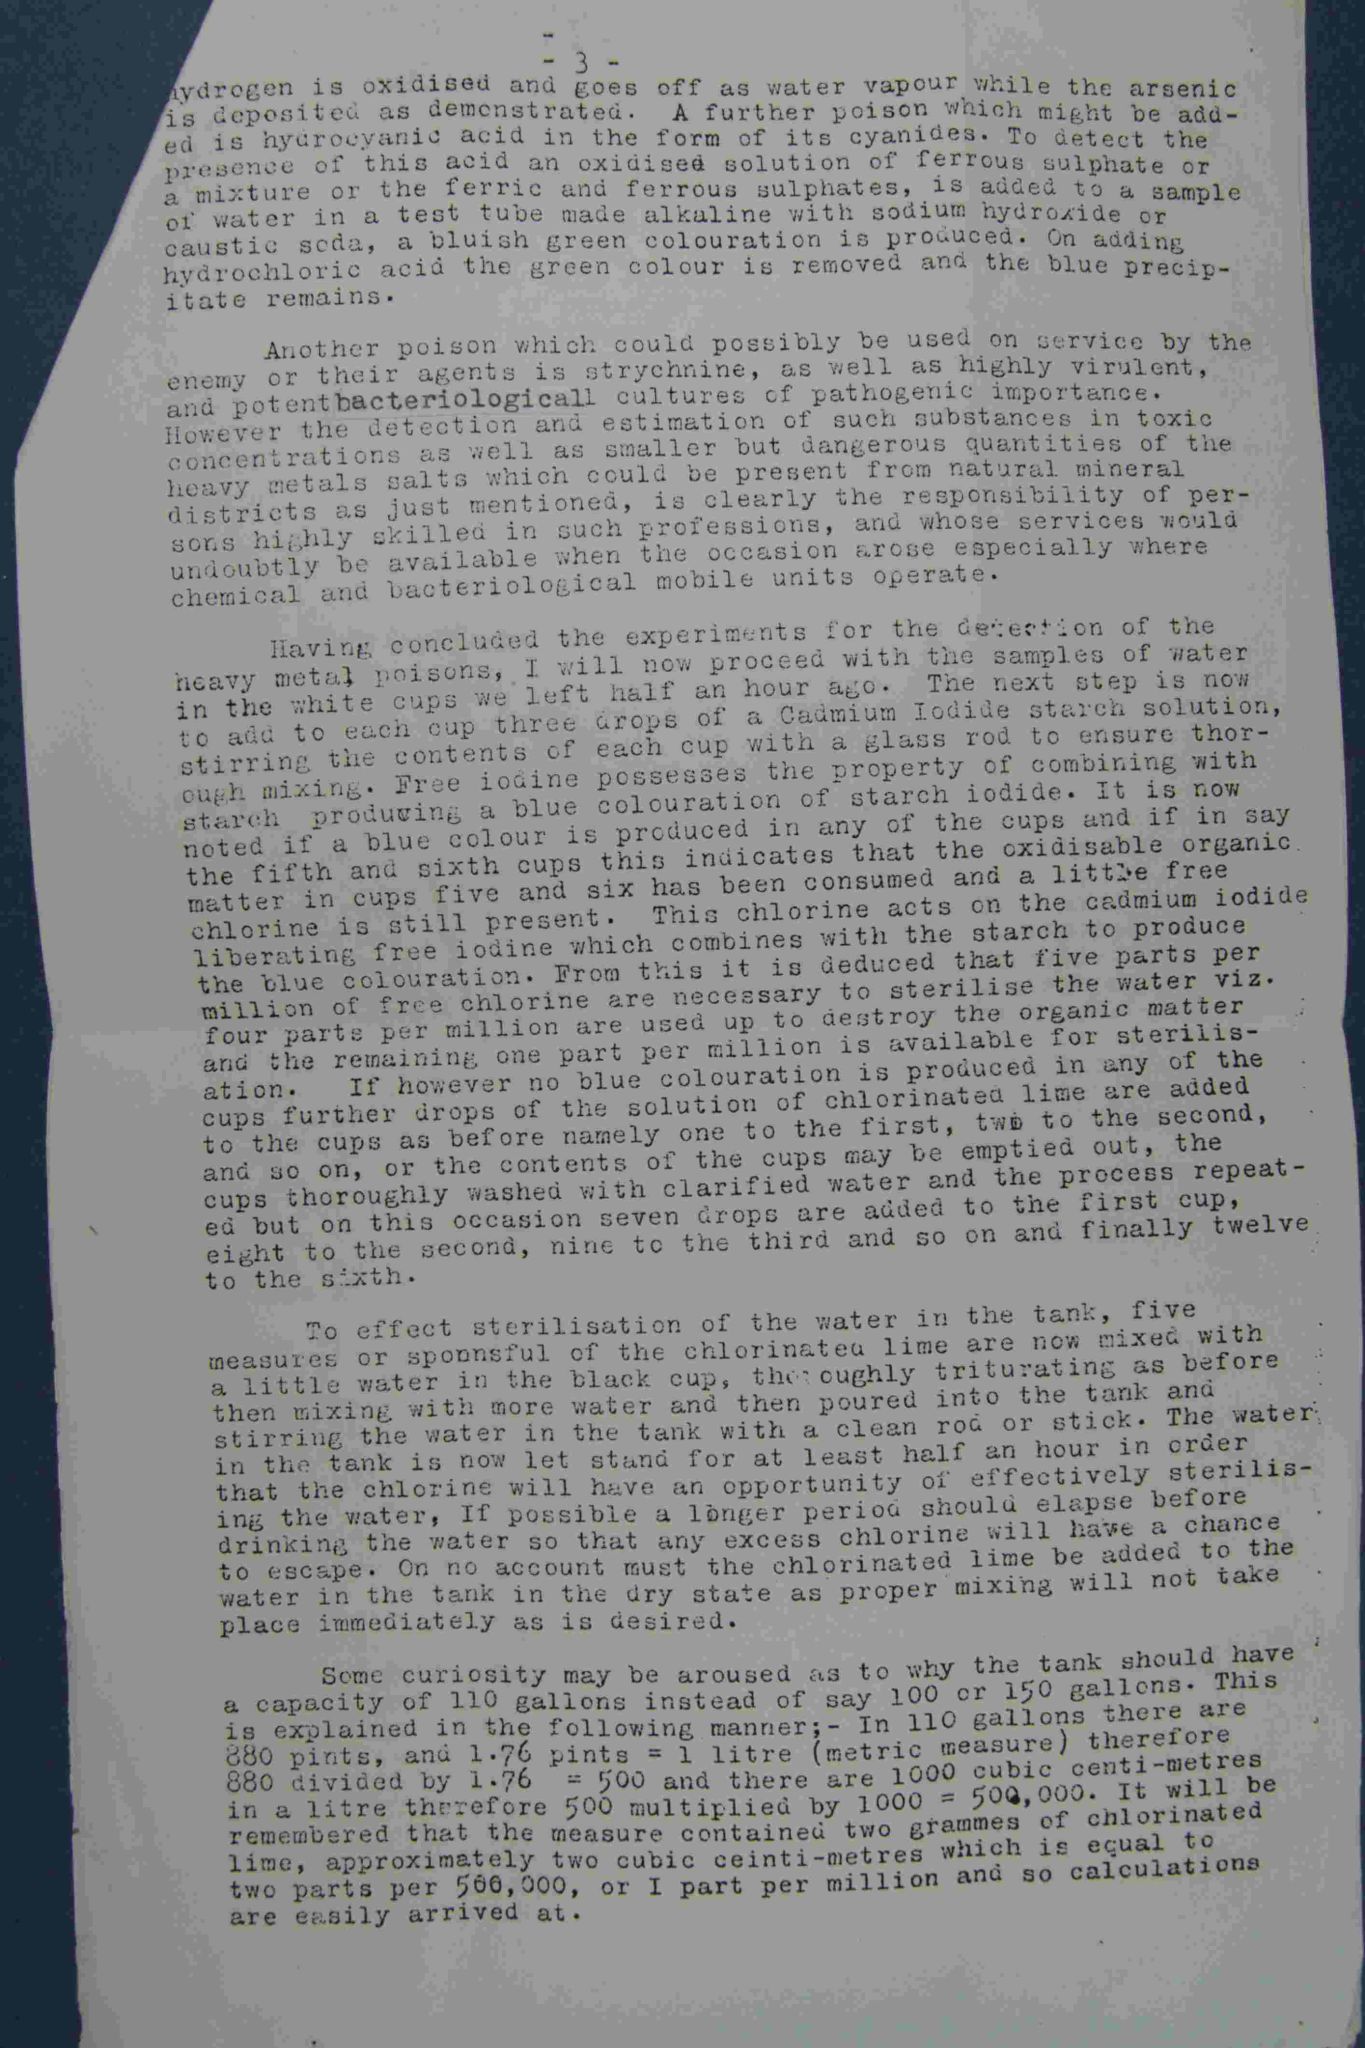 - 3 -
hydrogen is oxidised and goes off as water vapour while the arsenic
is deposited as demonstrated. A further poison which might be add-
ed is hydrocyanic acid in the form of its cyanides. To detect the
presence of this acid an oxidised solution of ferrous sulphate or
a mixture or the ferric and ferrous sulphates, is added to a sample
of water in a test tube made alkaline with sodium hydroxide or
caustic soda, a bluish green colouration is produced. On adding
hydrochloric acid the green colour is removed and the blue precip-
itate remains.
Another poison which could possibly be used on service by the
enemy or their agents is strychnine, as well as highly virulent,
and potent bacteriologicall cultures of pathogenic importance.
However the detection and estimation of such substances in toxic
concentrations as well as smaller but dangerous quantities of the
heavy metals salts which could be present from natural mineral
districts as just mentioned, is clearly the responsibility of per-
sons highly skilled in such professions, and whose services would
undoubtly be available when the occasion arose especially where
chemical and bacteriological mobile units operate.
Having concluded the experiments for the detection of the
heavy metal poisons, I will now proceed with the samples of water
in the white cups we left half an hour ago. The next step is now
to add to each cup three drops of a Cadmium Iodide starch solution,
stirring the contents of each cup with a glass rod to ensure thor-
ough mixing. Free iodine possesses the property of combining with
starch producing a blue colouration of starch iodide. It is now
noted if a blue colour is produced in any of the cups and if in say
the fifth and sixth cups this indicates that the oxidisable organic
matter in cups five and six has been consumed and a little free
chlorine is still present. This chlorine acts on the cadmium iodide
liberating free iodine which combines with the starch to produce
the blue colouration. From this it is deduced that five parts per
million of free chlorine are necessary to sterilise the water viz.
four parts per million are used up to destroy the organic matter
and the remaining one part per million is available for sterilis-
ation. If however no blue colouration is produced in any of the
cups further drops of the solution of chlorinated lime are added
to the cups as before namely one to the first, two to the second,
and so on, or the contents of the cups may be emptied out, the
cups thoroughly washed with clarified water and the process repeat-
ed but on this occasion seven drops are added to the first cup,
eight to the second, nine to the third and so on and finally twelve
to the sixth.
To effect sterilisation of the water in the tank, five
measures or sponnsful of the chlorinated lime are now mixed with
a little water in the black cup, thoroughly triturating as before
then mixing with more water and then poured into the tank and
stirring the water in the tank with a clean rod or stick. The water
in the tank is now let stand for at least half an hour in order
that the chlorine will have an opportunity of effectively sterilis-
ing the water, If possible a longer period should elapse before
drinking the water so that any excess chlorine will have a chance
to escape. On no account must the chlorinated lime be added to the
water in the tank in the dry state as proper mixing will not take
place immediately as is desired.
Some curiosity may be aroused as to why the tank should have
a capacity of 110 gallons instead of say 100 or 150 gallons. This
is explained in the following manner;- In 110 gallons there are
880 pints, and 1.76 pints = 1 litre (metric measure) therefore
880 divided by 1.76 = 500 and there are 1000 cubic centi-metres
in a litre therefore 500 multiplied by 1000 = 500,000. It will be
remembered that the measure contained two grammes of chlorinated
lime, approximately two cubic ceinti-metres which is equal to
two parts per 500,000, or I part per million and so calculations
are easily arrived at.